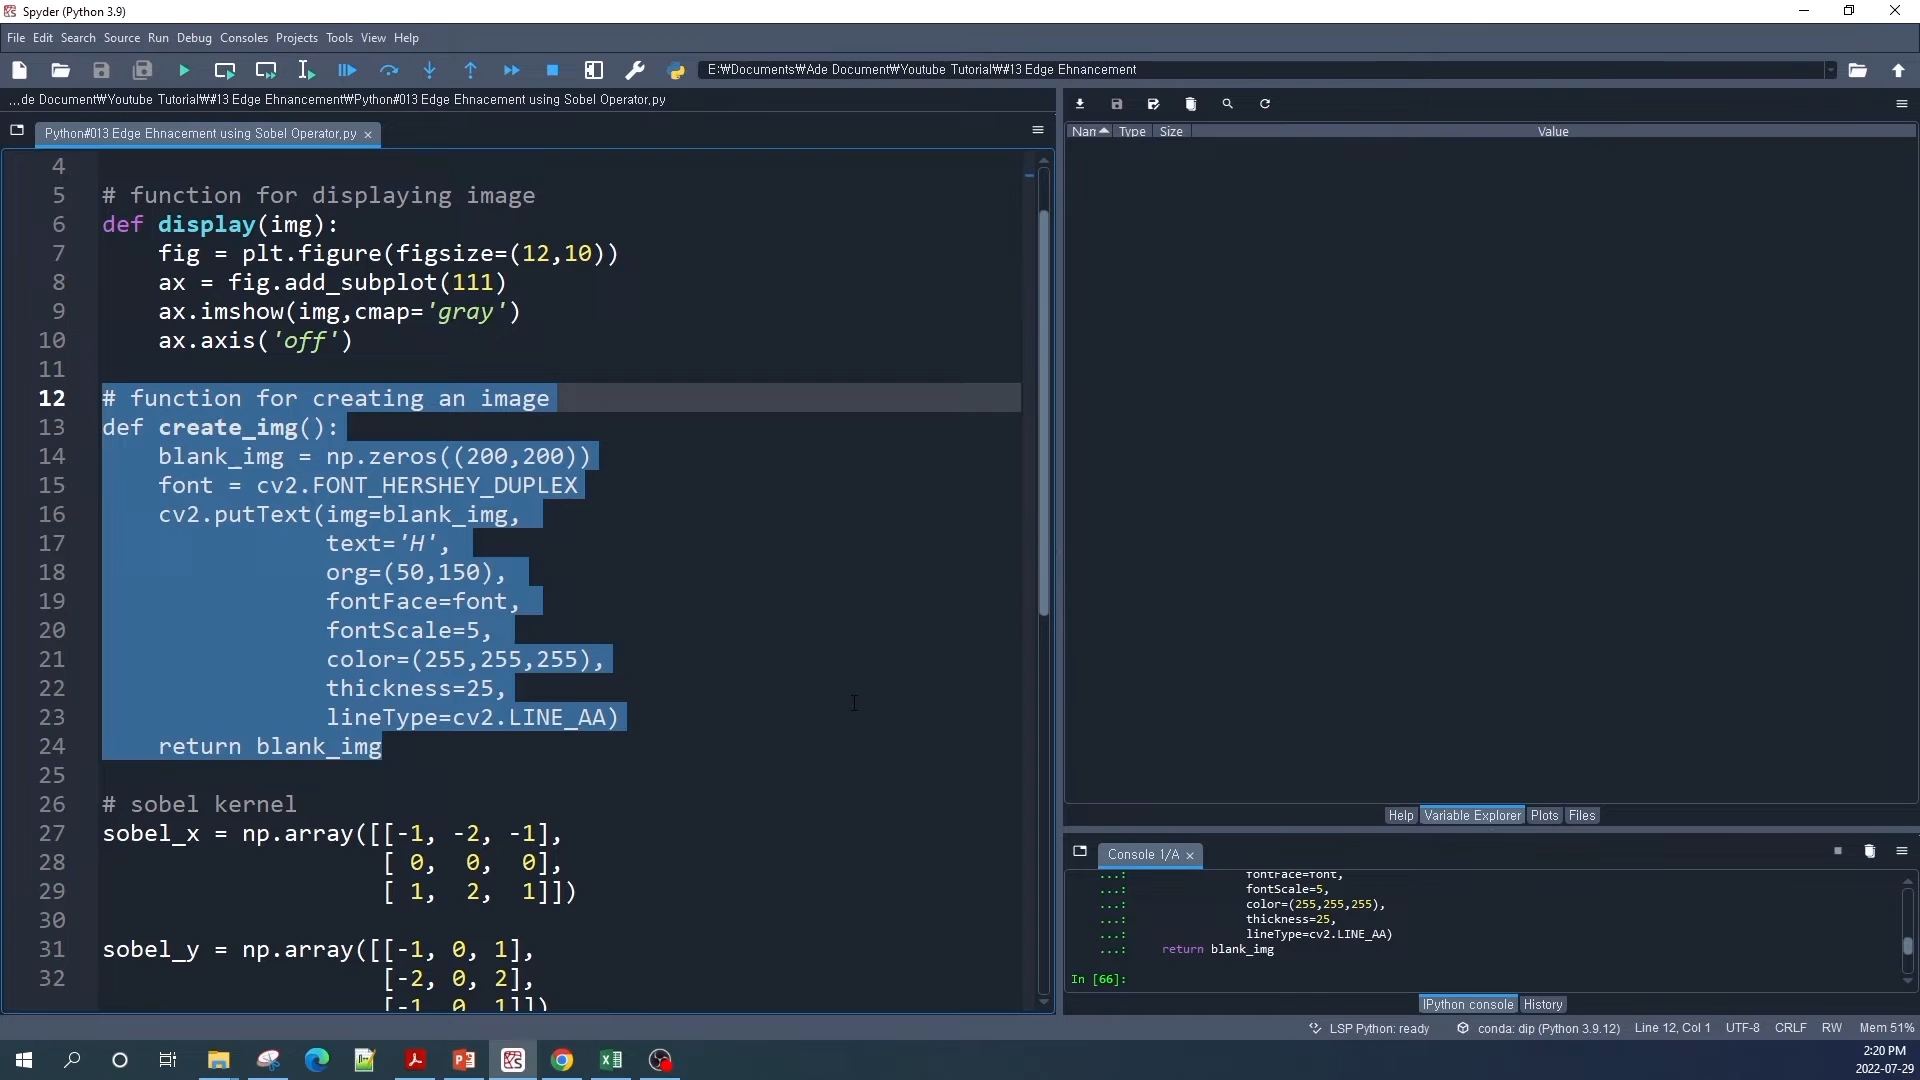 Spyder (Python 3.9)
File Edit Search Source Run Debug Consoles Projects Tools View Help
E:₩Documents₩Ade Document₩Youtube Tutorial₩#13 Edge Ehnancement
...de Document₩Youtube Tutorial₩#13 Edge Ehnancement₩Python#013 Edge Ehnacement using Sobel Operator.py
Python#013 Edge Ehnacement using Sobel Operator.py
4
5 # function for displaying image
6 def display(img):
7     fig = plt.figure(figsize=(12,10))
8     ax = fig.add_subplot(111)
9     ax.imshow(img,cmap='gray')
10     ax.axis('off')
11
12 # function for creating an image
13 def create_img():
14     blank_img = np.zeros((200,200))
15     font = cv2.FONT_HERSHEY_DUPLEX
16     cv2.putText(img=blank_img,
17                 text='H',
18                 org=(50,150),
19                 fontFace=font,
20                 fontScale=5,
21                 color=(255,255,255),
22                 thickness=25,
23                 lineType=cv2.LINE_AA)
24     return blank_img
25
26 # sobel kernel
27 sobel_x = np.array([[-1, -2, -1],
28                     [ 0,  0,  0],
29                     [ 1,  2,  1]])
30
31 sobel_y = np.array([[-1, 0, 1],
32                     [-2, 0, 2],
[-1 0 1]])
Nan Type Size Value
Help Variable Explorer Plots Files
Console 1/A
...: fontFace=font,
...: fontScale=5,
...: color=(255,255,255),
...: thickness=25,
...: lineType=cv2.LINE_AA)
...: return blank_img
In [66]:
IPython console History
LSP Python: ready conda: dip (Python 3.9.12) Line 12, Col 1 UTF-8 CRLF RW Mem 51%
2:20 PM
2022-07-29